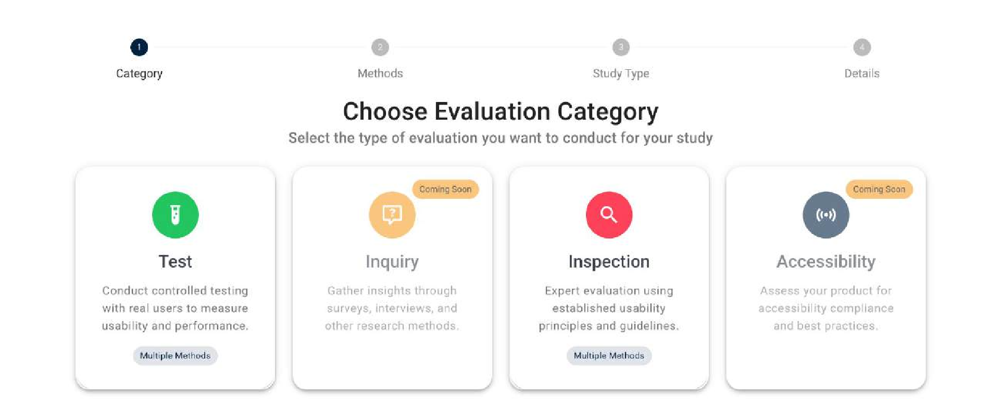 1
2
3
4
Category
Methods
Study Type
Details
Choose Evaluation Category
Select the type of evaluation you want to conduct for your study
Test
Conduct controlled testing
with real users to measure
usability and performance.
Multiple Methods
Coming Soon
?
Inquiry
Gather insights through
surveys, interviews, and
other research methods.
Inspection
Expert evaluation using
established usability
principles and guidelines.
Multiple Methods
Coming Soon
Accessibility
Assess your product for
accessibility compliance
and best practices.